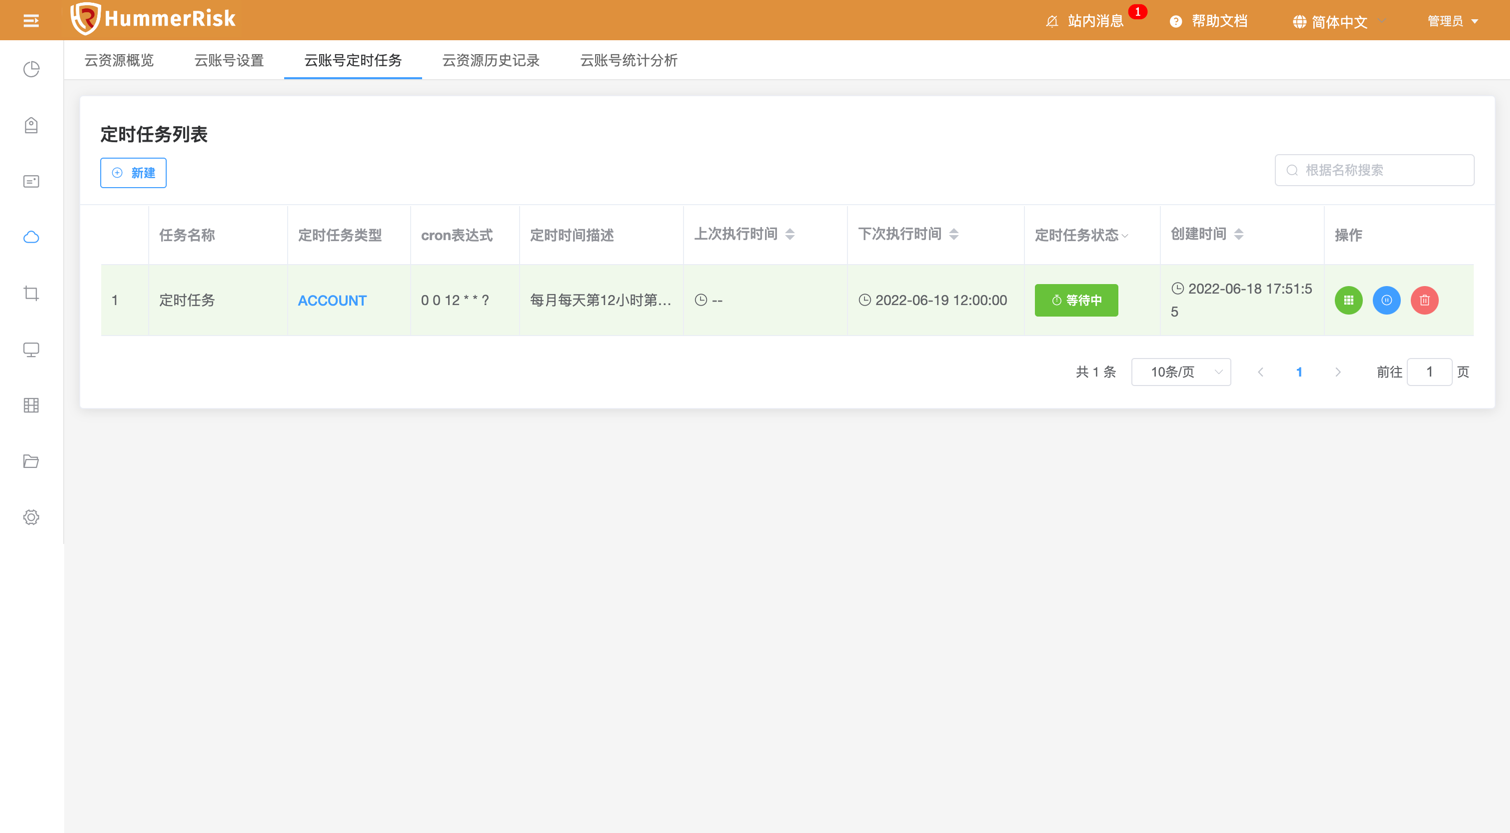 HummerRisk
站内消息
1
帮助文档
简体中文
管理员
云资源概览
云账号设置
云账号定时任务
云资源历史记录
云账号统计分析
定时任务列表
新建
根据名称搜索
任务名称
定时任务类型
cron表达式
定时时间描述
上次执行时间
下次执行时间
定时任务状态
创建时间
操作
1
定时任务
ACCOUNT
0 0 12 * * ?
每月每天第12小时第...
--
2022-06-19 12:00:00
等待中
2022-06-18 17:51:5
5
共 1 条
10条/页
1
前往
1
页